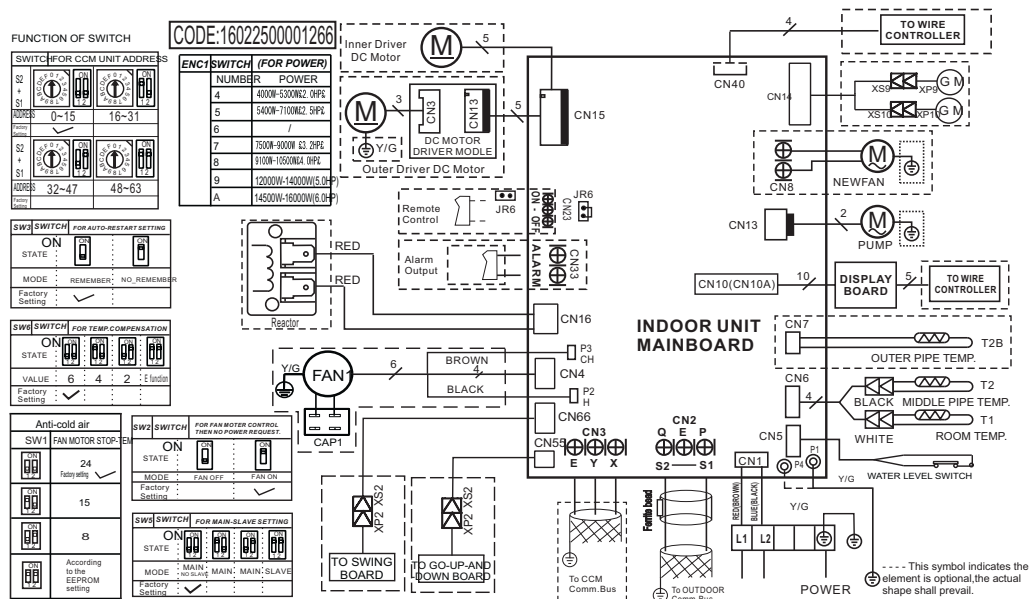 FUNCTION OF SWITCH
SWITCH FOR CCM UNIT ADDRESS
S2
+
S1
ADDRESS 0~15 16~31
Factory Setting
S2
+
S1
ADDRESS 32~47 48~63
Factory Setting
SW3 SWITCH FOR AUTO-RESTART SETTING
ON
STATE
MODE REMEMBER NO_REMEMBER
Factory Setting
SW6 SWITCH FOR TEMP.COMPENSATION
ON
STATE
VALUE 6 4 2 E function
Factory Setting
Anti-cold air
SW1 FAN MOTOR STOP-TEM
24
Factory setting
15
8
According
to the
EEPROM
setting
SW2 SWITCH FOR FAN MOTER CONTROL
THEN NO POWER REQUEST.
ON
STATE
MODE FAN OFF FAN ON
Factory Setting
SW5 SWITCH FOR MAIN-SLAVE SETTING
ON
STATE
MODE MAIN NO SLAVE MAIN MAIN SLAVE
Factory Setting
CODE:16022500001266
ENC1 SWITCH (FOR POWER)
NUMBER POWER
4 4000W-5300W£2. 0HP£
5 5400W-7100W£2. 5HP£
6 /
7 7500W-9000W £3. 2HP£
8 9100W-10500W£4. 0HP£
9 12000W-14000W(5.0HP)
A 14500W-16000W(6.0HP)
Inner Driver
DC Motor
M
5
M
3
Y/G
CN3
CN13
DC MOTOR
DRIVER MODLE
5
Outer Driver DC Motor
CN15
Remote
Control
JR6
ON - OFF
CN23
JR6
Alarm
Output
ALARM
CN33
RED
RED
Reactor
CN16
Y/G
FAN1
6
BROWN
4
BLACK
P3
CH
P2
H
CN4
CAP1
CN66
CN55
XP2 XS2
TO SWING
BOARD
XP2 XS2
TO GO-UP-AND
DOWN BOARD
CN3
E Y X
To CCM
Comm.Bus
CN2
Q E P
S2 S1
Ferrite bead
To OUTDOOR
Comm.Bus
INDOOR UNIT
MAINBOARD
4
TO WIRE
CONTROLLER
CN40
CN14
XS9 XP9 G M
XS10 XP10 G M
CN8
M
NEWFAN
CN13
2
M
PUMP
CN10(CN10A)
10
DISPLAY
BOARD
5
TO WIRE
CONTROLLER
CN7
T2B
OUTER PIPE TEMP.
CN6
4
T2
BLACK MIDDLE PIPE TEMP.
T1
WHITE ROOM TEMP.
CN5
WATER LEVEL SWITCH
CN1
P4
P1
Y/G
RED(BROWN)
BLUE(BLACK)
Y/G
L1 L2
POWER
---- This symbol indicates the
element is optional,the actual
shape shall prevail.